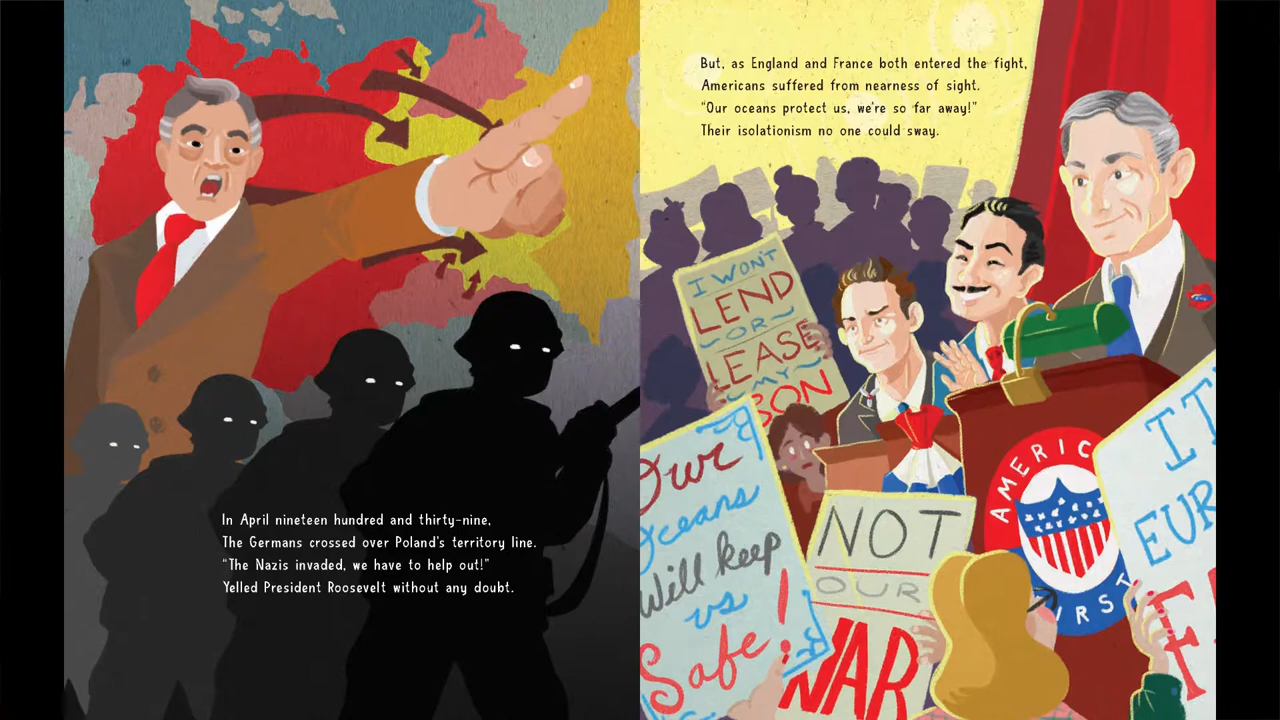 In April nineteen hundred and thirty-nine,
The Germans crossed over Poland's territory line.
"The Nazis invaded, we have to help out!"
Yelled President Roosevelt without any doubt.
But, as England and France both entered the fight,
Americans suffered from nearness of sight.
"Our oceans protect us, we're so far away!"
Their isolationism no one could sway.
I WON'T
LEND
OR
LEASE
MY
SON
Our
Oceans
Will keep
us
Safe!
NOT
OUR
WAR
AMERIC
FIRST
IT
EUR